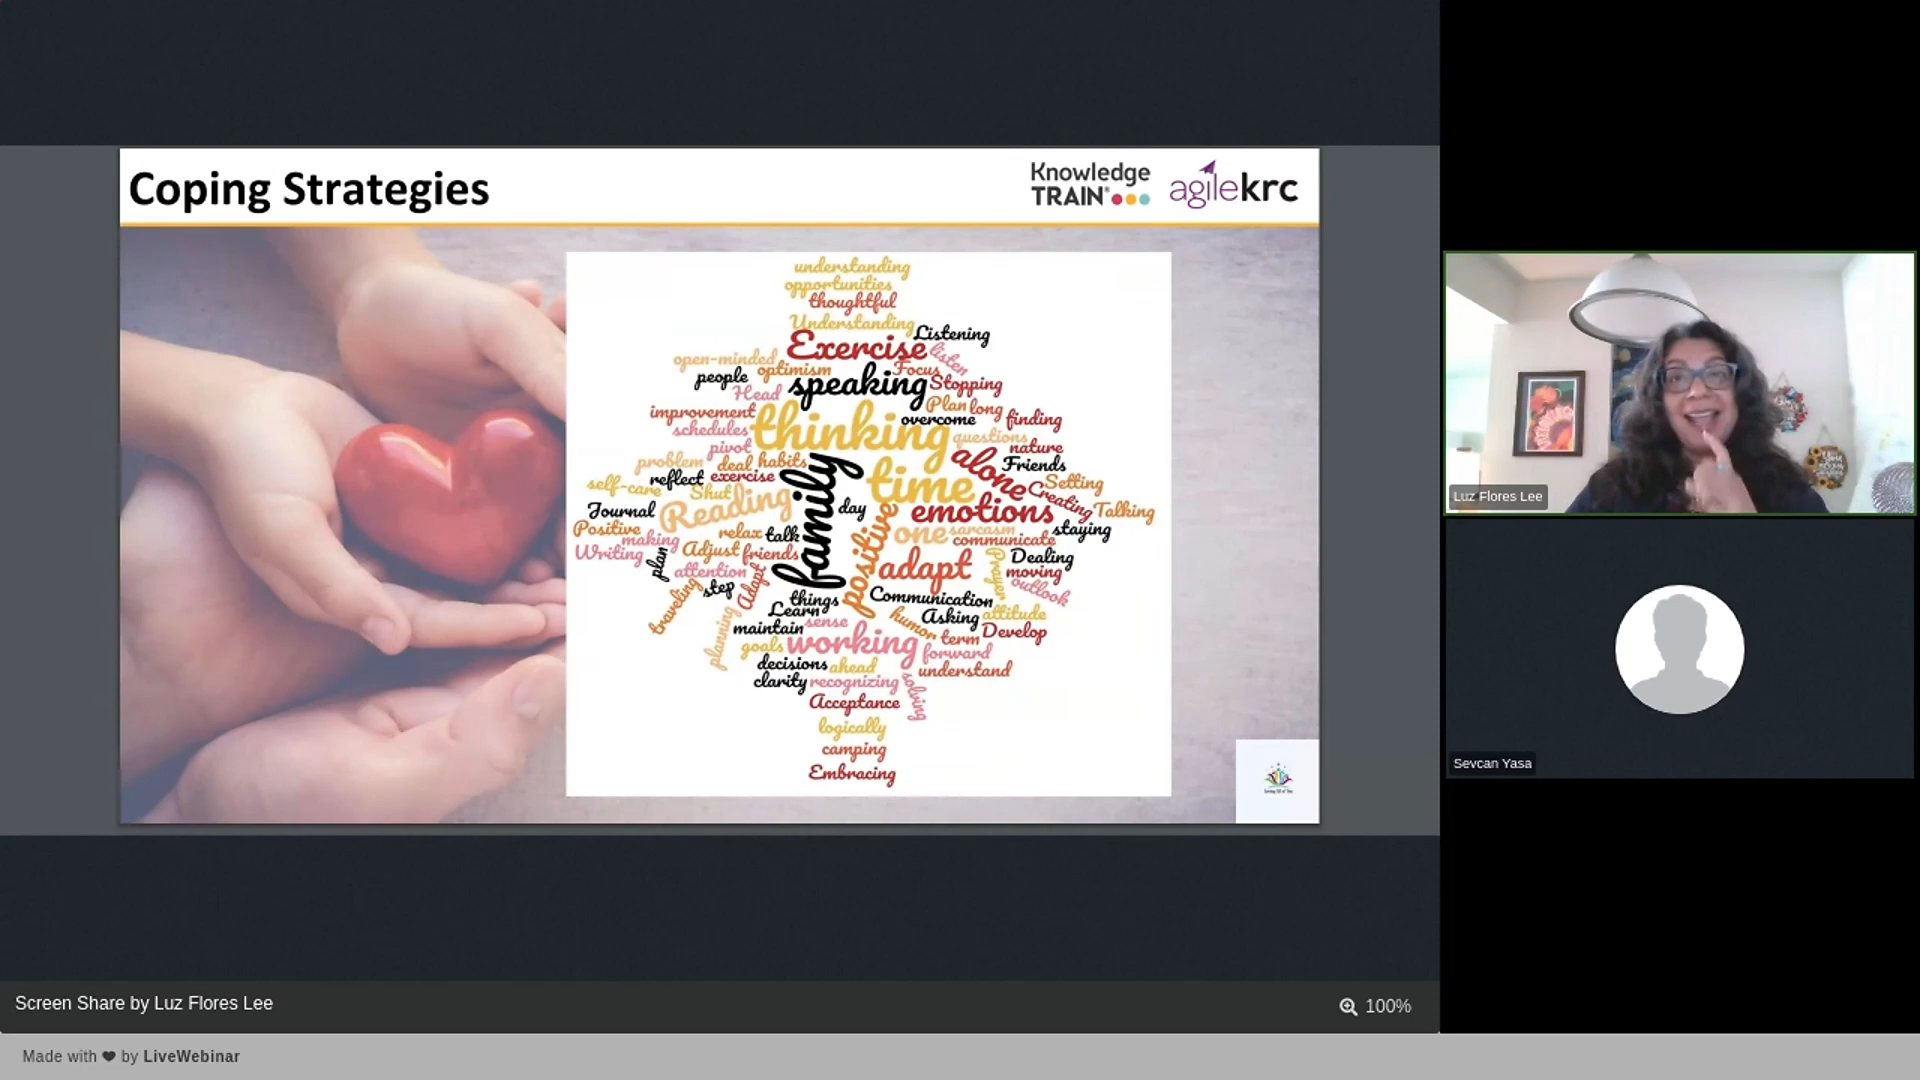 Coping Strategies
Knowledge
TRAIN®
agilekrc
understanding
opportunities
thoughtful
Understanding
Listening
Exercise
listen
open-minded
optimism
Focus
people
speaking
Stopping
Head
Plan
long
improvement
thinking
overcome
finding
schedules
questions
pivot
nature
problem
deal
habits
alone
Friends
reflect
exercise
family
time
self-care
Shut
Setting
Reading
Creating
Journal
day
emotions
Talking
Positive
relax
talk
positive
one
sarcasm
staying
making
communicate
Writing
plan
Adjust
friends
Prayer
Dealing
attention
Adapt
adapt
moving
step
outlook
traveling
things
Communication
Learn
humor
Asking
attitude
planning
maintain
sense
term
Develop
goals
working
forward
decisions
ahead
understand
clarity
recognizing
solving
Acceptance
logically
camping
Embracing
Luz Flores Lee
Sevcan Yasa
Screen Share by Luz Flores Lee
100%
Made with ❤ by LiveWebinar